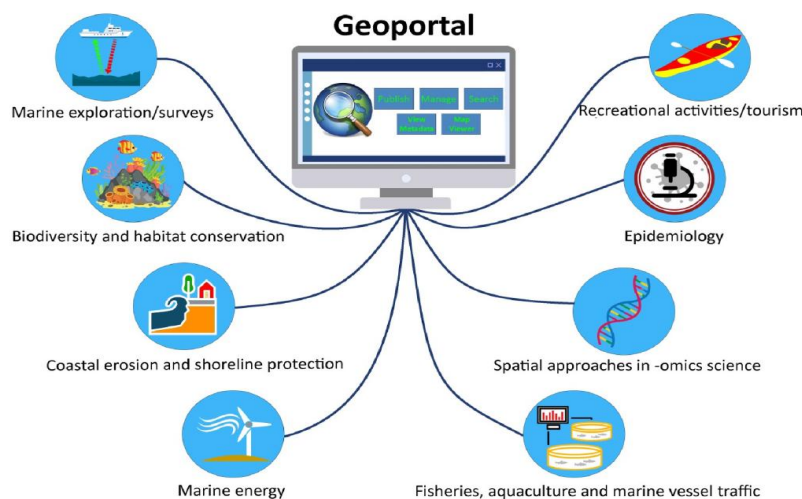 Geoportal
Publish
Manage
Search
View
Metadata
Map
Viewer
Marine exploration/surveys
Recreational activities/tourism
Biodiversity and habitat conservation
Epidemiology
Coastal erosion and shoreline protection
Spatial approaches in -omics science
Marine energy
Fisheries, aquaculture and marine vessel traffic